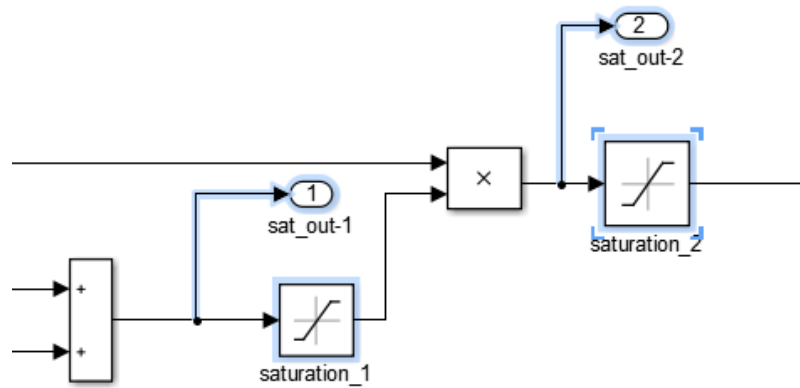 2
sat_out-2
×
1
sat_out-1
saturation_2
+
+
saturation_1